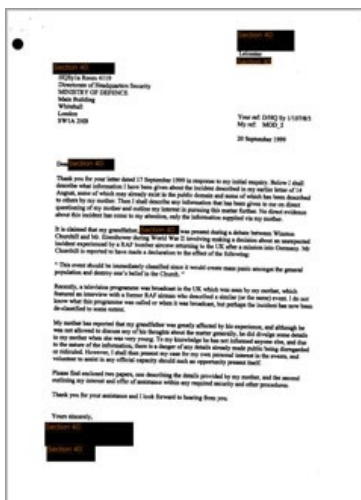 Section 40
Leicester
Section 40
Section 40
HQSy1a Room 4119
Directorate of Headquarters Security
MINISTRY OF DEFENCE
Main Building
Whitehall
London
SW1A 2HB
Your ref: D/HQ Sy 1/1/07/8/5
My ref: MOD_2
20 September 1999
Dear Section 40
Thank you for your letter dated 17 September 1999 in response to my initial enquiry. Below I shall
describe what information I have been given about the incident described in my earlier letter of 14
August, some of which may already exist in the public domain and some of which has been described
to others by my mother. Then I shall describe any information that has been given to me on direct
questioning of my mother and outline my interest in pursuing this matter further. No direct evidence
about this incident has come to my attention, only the information supplied via my mother.
It is claimed that my grandfather, Section 40 was present during a debate between Winston
Churchill and Mr. Eisenhower during World War II involving making a decision about an unexpected
incident experienced by a RAF bomber aircrew returning to the UK after a mission into Germany. Mr
Churchill is reported to have made a declaration to the effect of the following:
" This event should be immediately classified since it would create mass panic amongst the general
population and destroy one's belief in the Church. "
Recently, a television programme was broadcast in the UK which was seen by my mother, which
featured an interview with a former RAF airman who described a similar (or the same) event. I do not
know what this programme was called or when it was broadcast, but perhaps the incident has now been
de-classified to some extent.
My mother has reported that my grandfather was greatly affected by his experience, and although he
was not allowed to discuss any of his thoughts about the matter generally, he did divulge some details
to my mother when she was very young. To my knowledge he has not informed anyone else, and due
to the nature of the information, there is a danger of any details already made public being disregarded
or ridiculed. However, I shall then present my case for my own personal interest in the events, and
volunteer to assist in any official capacity should such an opportunity present itself.
Please find enclosed two papers, one describing the details provided by my mother, and the second
outlining my interest and offer of assistance within any required security and other procedures.
Thank you for your assistance and I look forward to hearing from you.
Yours sincerely,
Section 40
Section 40